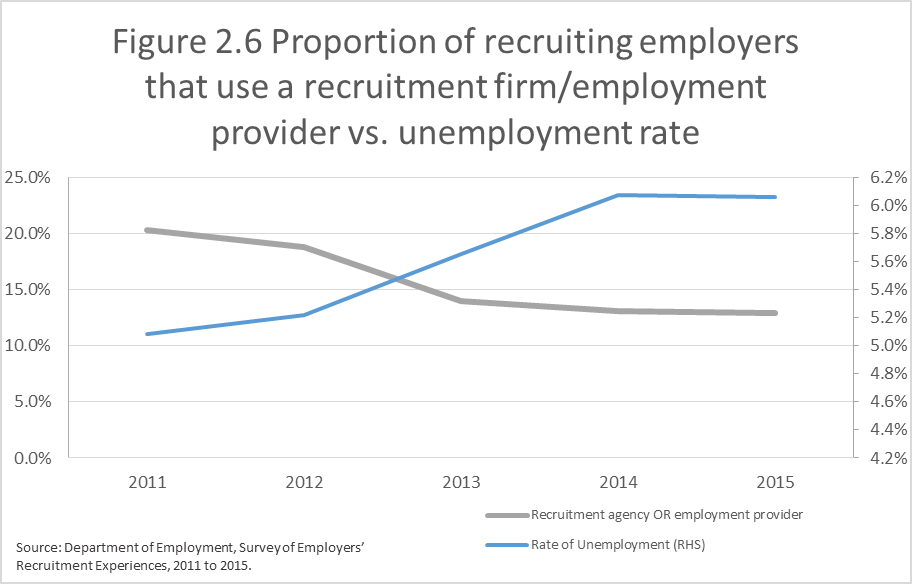 Figure 2.6 Proportion of recruiting employers
that use a recruitment firm/employment
provider vs. unemployment rate
25.0%
20.0%
15.0%
10.0%
5.0%
0.0%
6.2%
6.0%
5.8%
5.6%
5.4%
5.2%
5.0%
4.8%
4.6%
4.4%
4.2%
2011 2012 2013 2014 2015
Recruitment agency OR employment provider
Rate of Unemployment (RHS)
Source: Department of Employment, Survey of Employers’
Recruitment Experiences, 2011 to 2015.